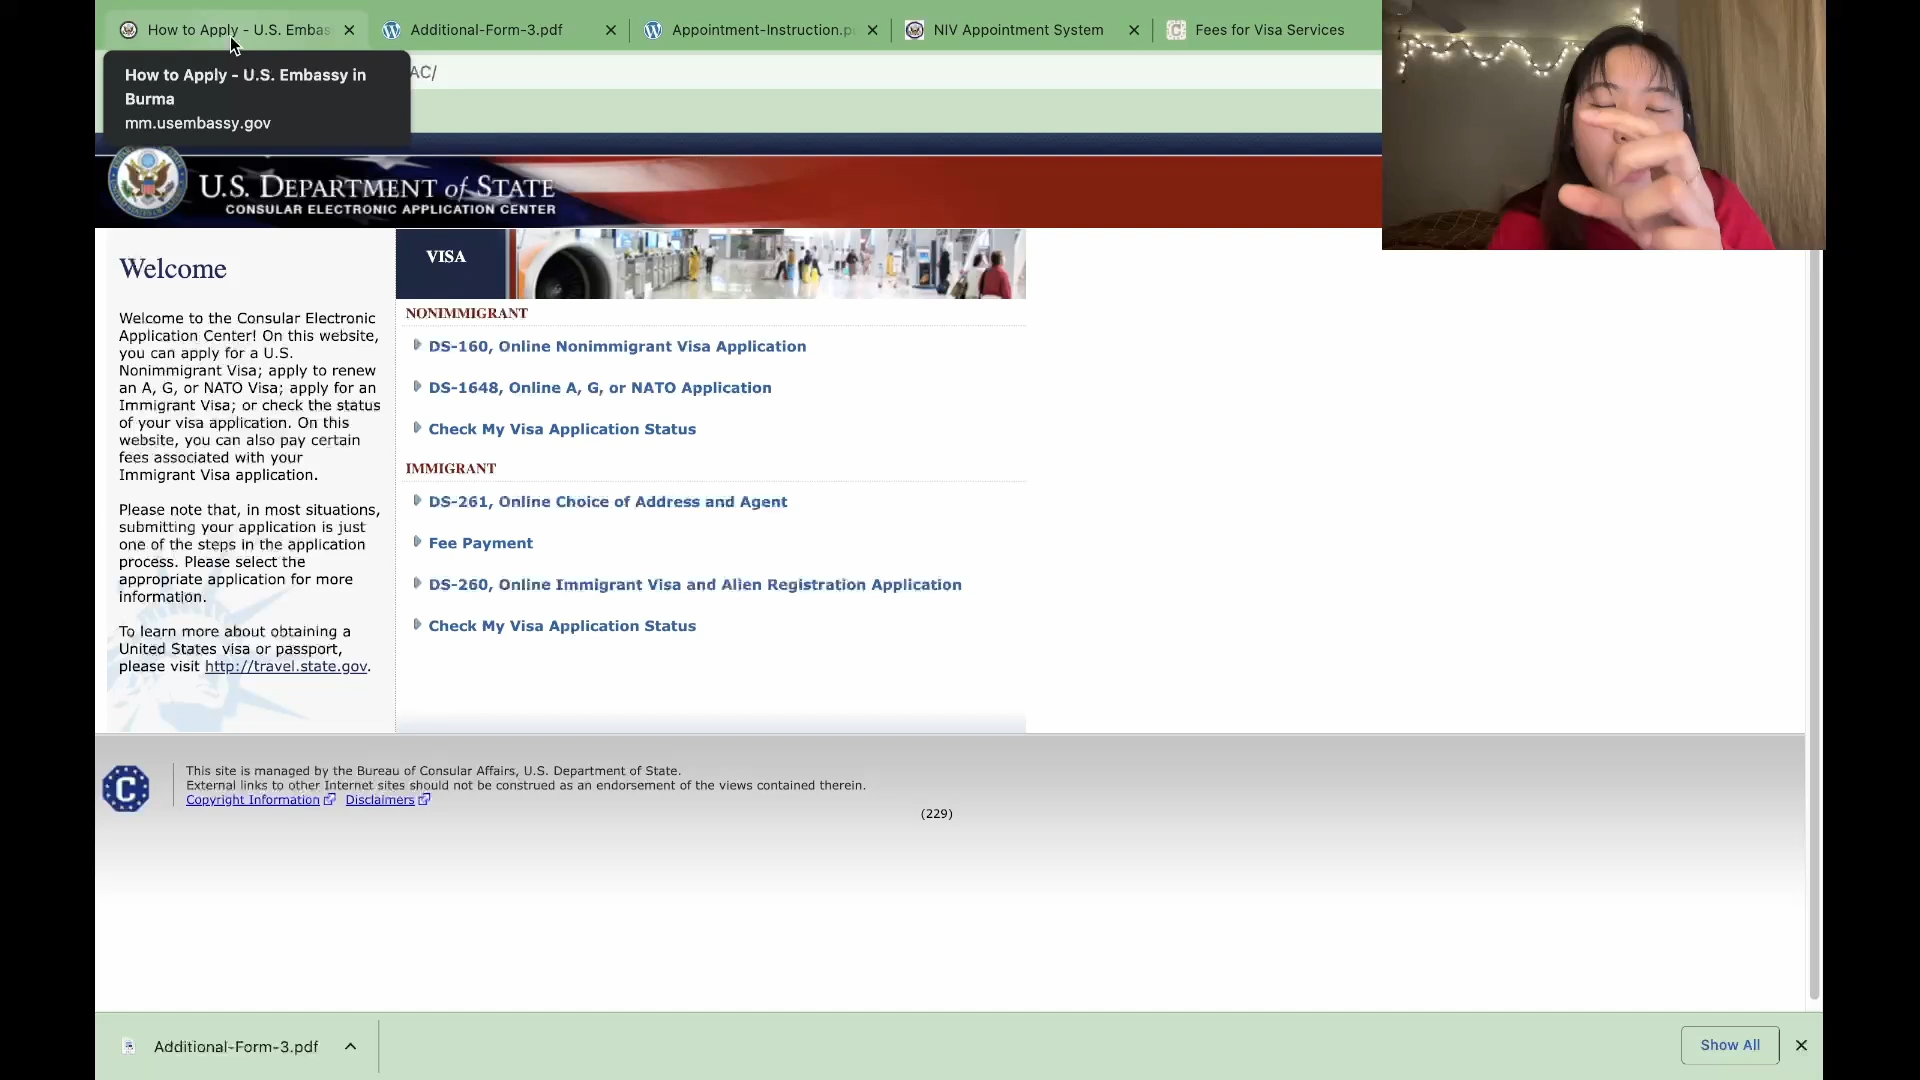 How to Apply - U.S. Embas
Additional-Form-3.pdf
Appointment-Instruction.p
NIV Appointment System
Fees for Visa Services
How to Apply - U.S. Embassy in
Burma
mm.usembassy.gov
AC/
U.S. DEPARTMENT of STATE
CONSULAR ELECTRONIC APPLICATION CENTER
Welcome
Welcome to the Consular Electronic
Application Center! On this website,
you can apply for a U.S.
Nonimmigrant Visa; apply to renew
an A, G, or NATO Visa; apply for an
Immigrant Visa; or check the status
of your visa application. On this
website, you can also pay certain
fees associated with your
Immigrant Visa application.
Please note that, in most situations,
submitting your application is just
one of the steps in the application
process. Please select the
appropriate application for more
information.
To learn more about obtaining a
United States visa or passport,
please visit http://travel.state.gov.
VISA
NONIMMIGRANT
DS-160, Online Nonimmigrant Visa Application
DS-1648, Online A, G, or NATO Application
Check My Visa Application Status
IMMIGRANT
DS-261, Online Choice of Address and Agent
Fee Payment
DS-260, Online Immigrant Visa and Alien Registration Application
Check My Visa Application Status
This site is managed by the Bureau of Consular Affairs, U.S. Department of State.
External links to other Internet sites should not be construed as an endorsement of the views contained therein.
Copyright Information Disclaimers
(229)
Additional-Form-3.pdf
Show All